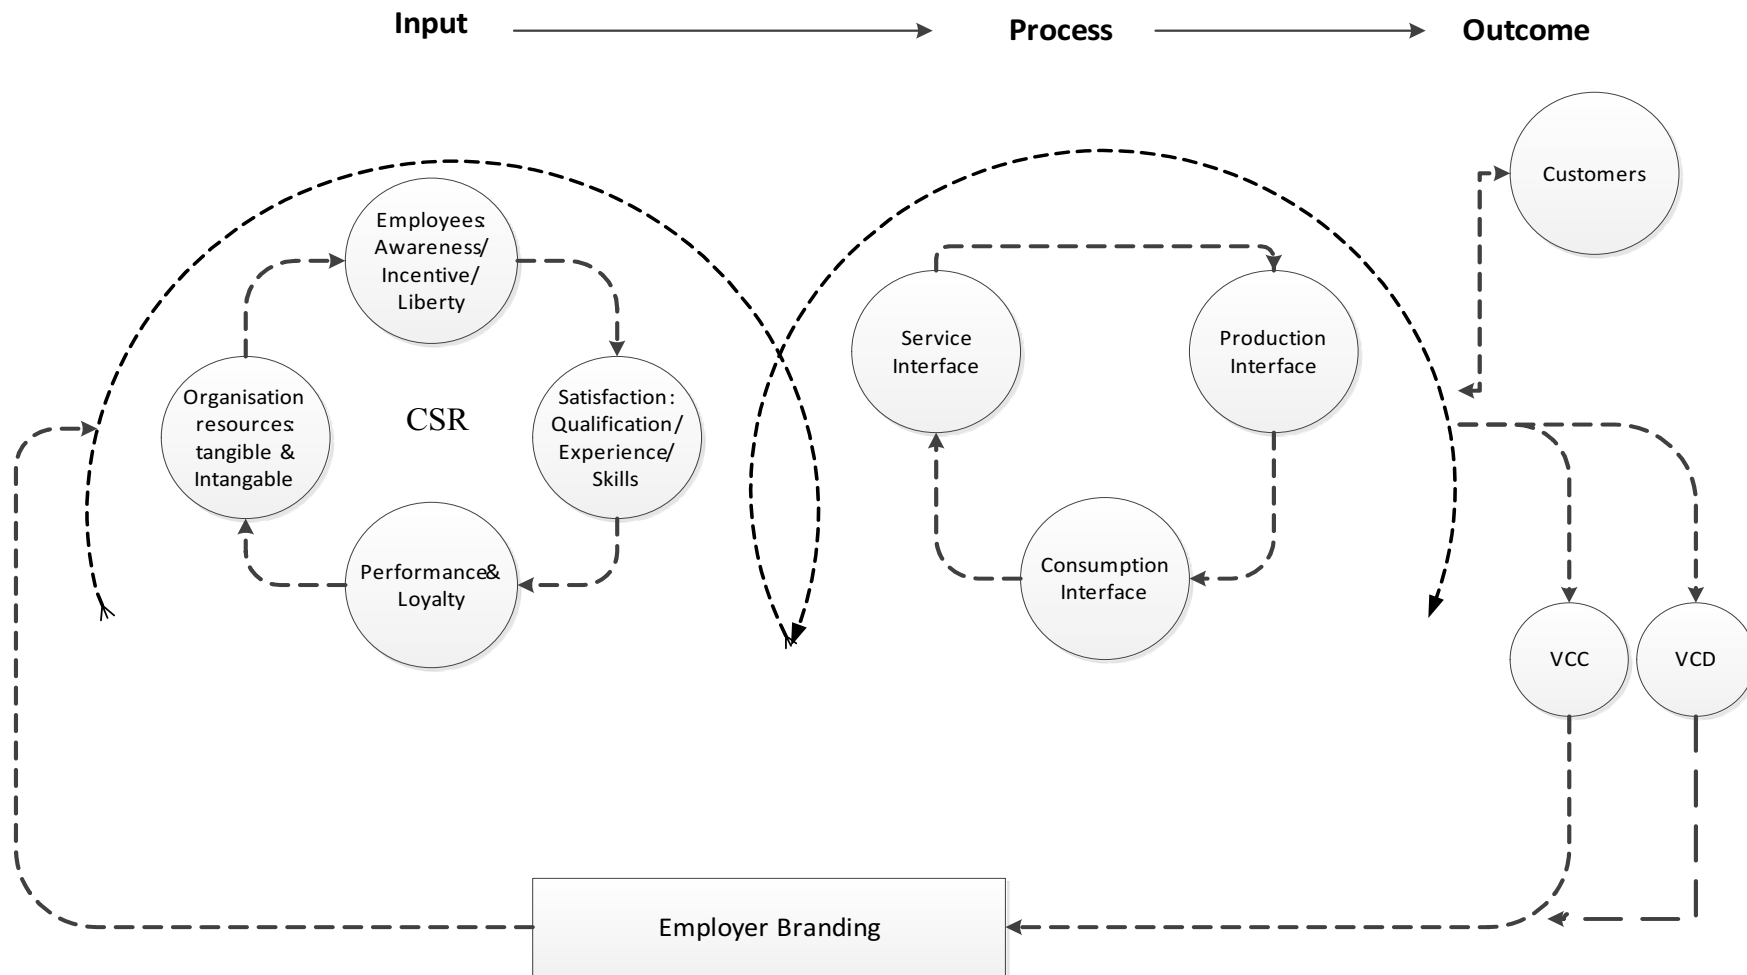 Input
Process
Outcome
Customers
Employees:
Awareness/
Incentive/
Liberty
Service
Interface
Production
Interface
Organisation
resources:
tangible &
Intangable
CSR
Satisfaction:
Qualification/
Experience/
Skills
Performance&
Loyalty
Consumption
Interface
VCC
VCD
Employer Branding